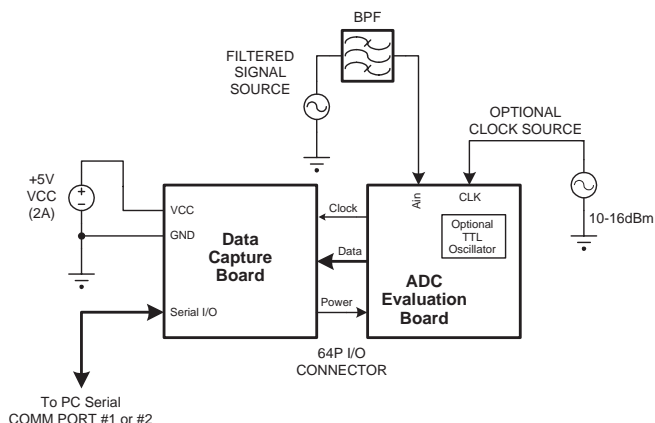 BPF
FILTERED
SIGNAL
SOURCE
OPTIONAL
CLOCK SOURCE
+5V
VCC
(2A)
+
–
VCC
GND
Data
Capture
Board
Serial I/O
Clock
Data
Power
Ain
CLK
Optional
TTL
Oscillator
ADC
Evaluation
Board
10-16dBm
64P I/O
CONNECTOR
To PC Serial
COMM PORT #1 or #2